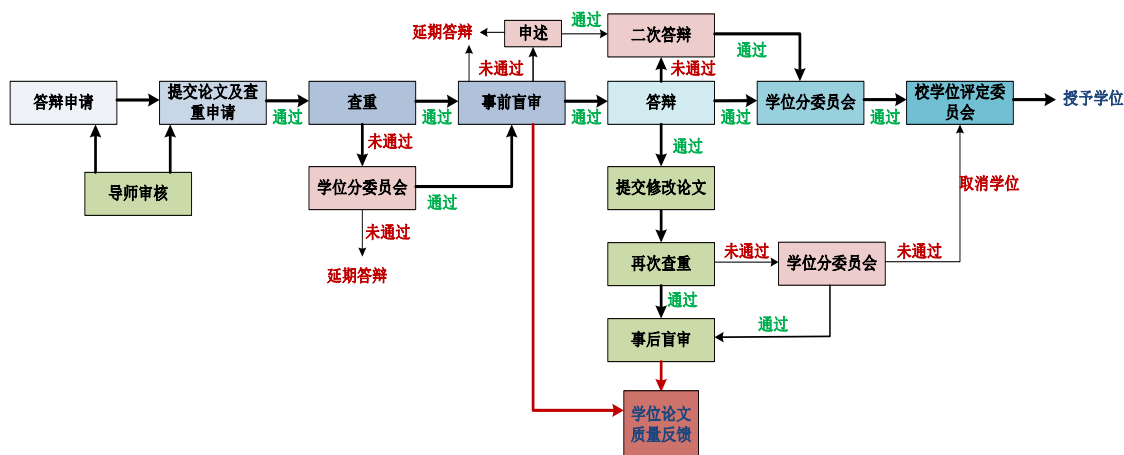 通过
延期答辩
申述
二次答辩
通过
未通过
未通过
答辩申请
提交论文及查
重申请
通过
查重
通过
事前盲审
通过
答辩
通过
学位分委员会
通过
校学位评定委
员会
授予学位
未通过
通过
导师审核
学位分委员会
通过
提交修改论文
取消学位
未通过
延期答辩
再次查重
未通过
学位分委员会
未通过
通过
事后盲审
通过
学位论文
质量反馈